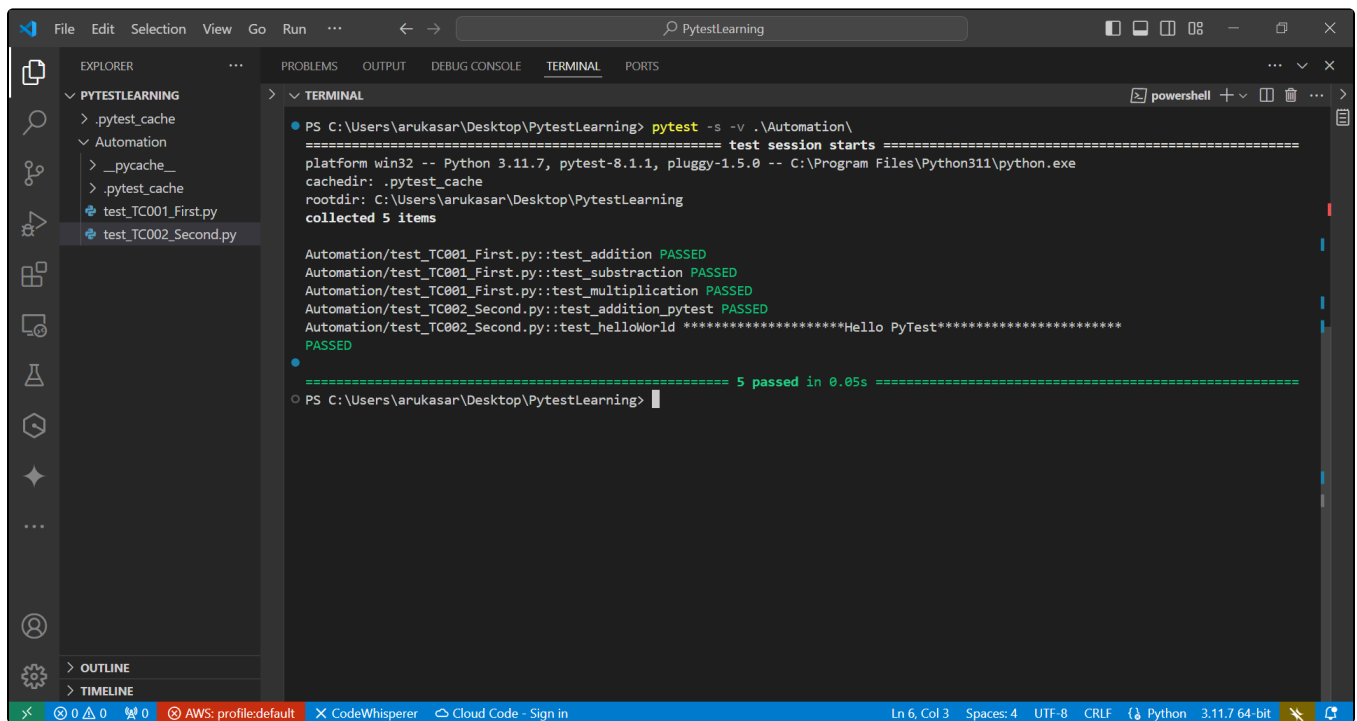 File Edit Selection View Go Run ··· PytestLearning
EXPLORER ···
PYTESTLEARNING
.pytest_cache
Automation
__pycache__
.pytest_cache
test_TC001_First.py
test_TC002_Second.py
OUTLINE
TIMELINE
PROBLEMS OUTPUT DEBUG CONSOLE TERMINAL PORTS
TERMINAL powershell
PS C:\Users\arukasar\Desktop\PytestLearning> pytest -s -v .\Automation\
====================================================== test session starts ======================================================
platform win32 -- Python 3.11.7, pytest-8.1.1, pluggy-1.5.0 -- C:\Program Files\Python311\python.exe
cachedir: .pytest_cache
rootdir: C:\Users\arukasar\Desktop\PytestLearning
collected 5 items
Automation/test_TC001_First.py::test_addition PASSED
Automation/test_TC001_First.py::test_substraction PASSED
Automation/test_TC001_First.py::test_multiplication PASSED
Automation/test_TC002_Second.py::test_addition_pytest PASSED
Automation/test_TC002_Second.py::test_helloWorld *********************Hello PyTest************************
PASSED
======================================================= 5 passed in 0.05s =======================================================
PS C:\Users\arukasar\Desktop\PytestLearning>
0 0 0 AWS: profile:default CodeWhisperer Cloud Code - Sign in Ln 6, Col 3 Spaces: 4 UTF-8 CRLF Python 3.11.7 64-bit